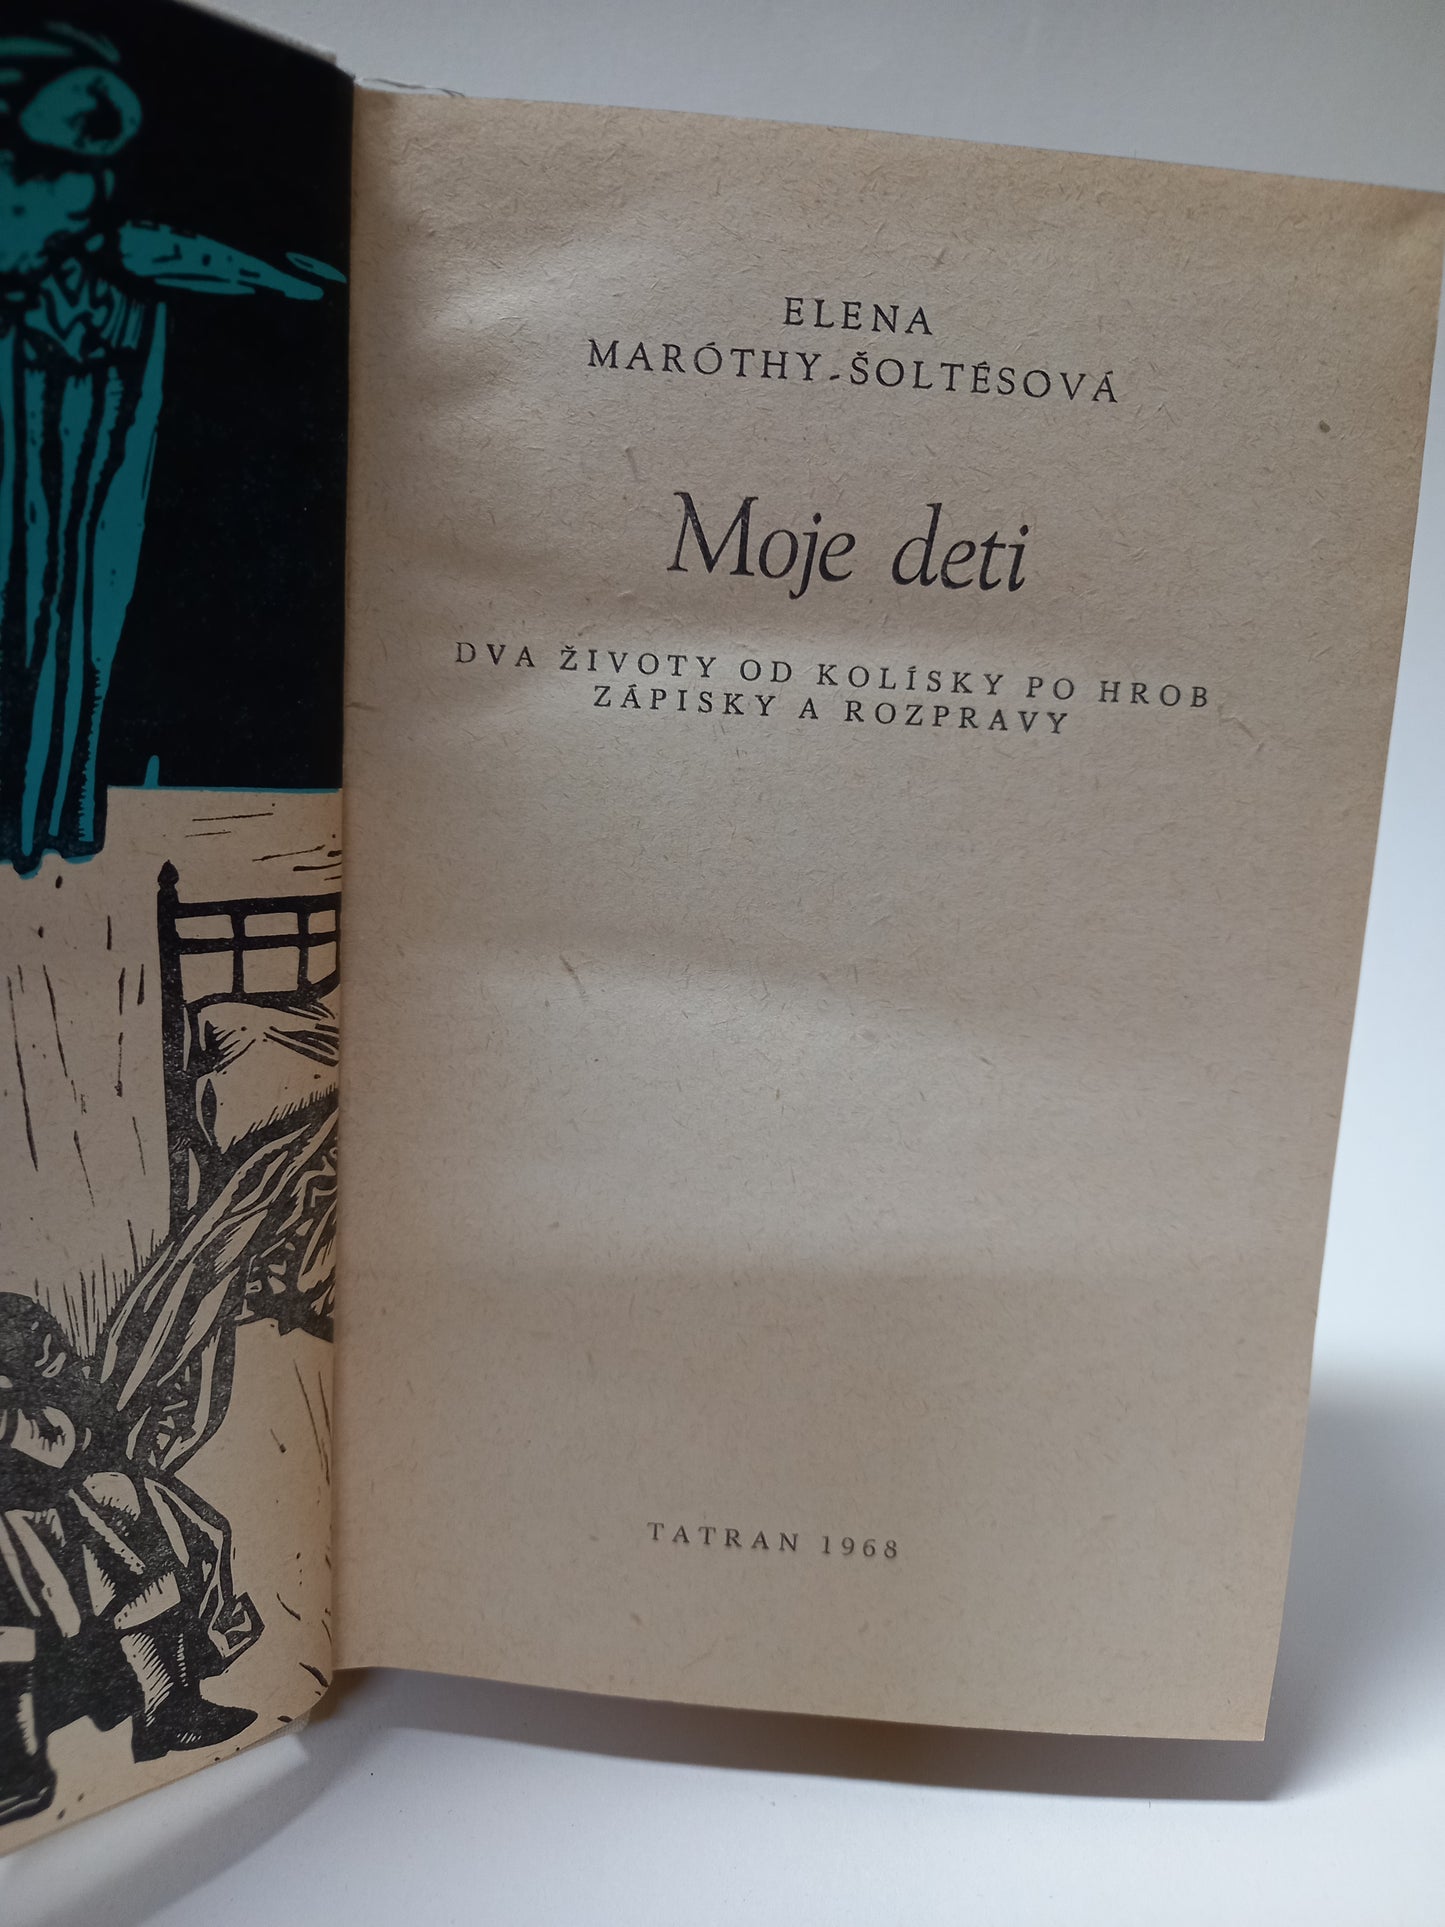 ELENA
MARÓTHY-ŠOLTÉSOVÁ
Moje deti
DVA ŽIVOTY OD KOLÍSKY PO HROB
ZÁPISKY A ROZPRAVY
TATRAN 1968